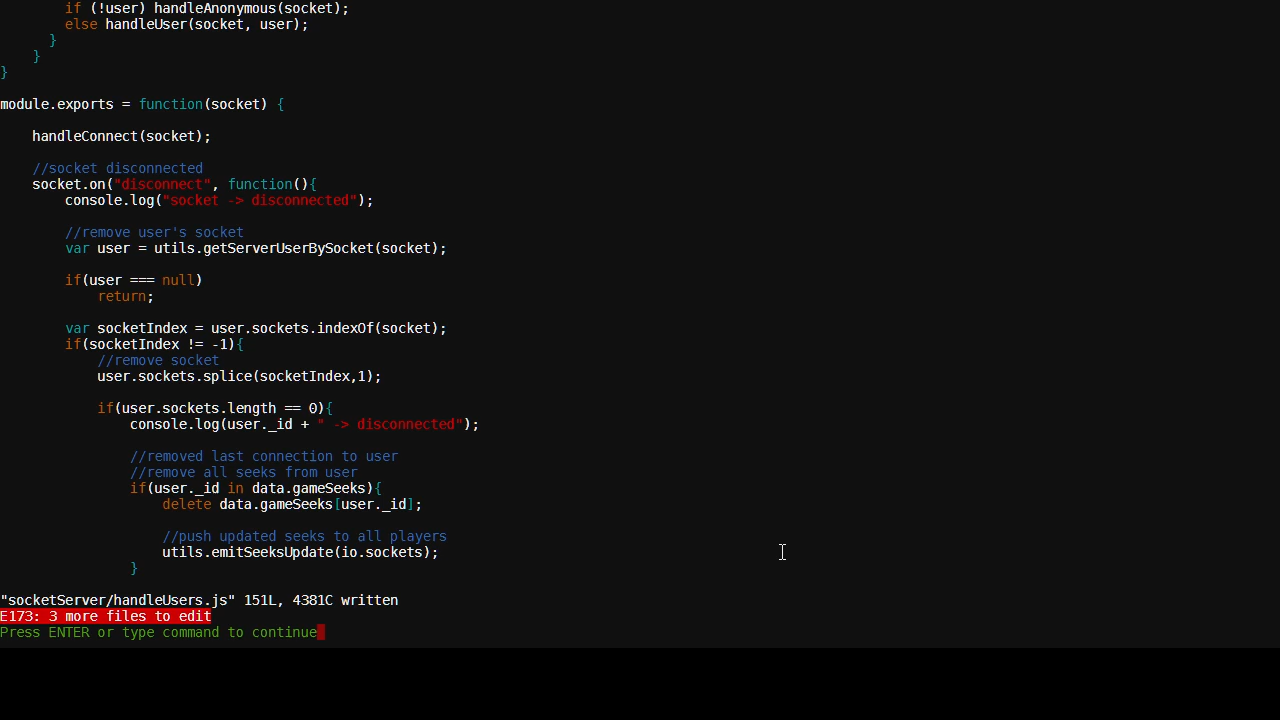 if (!user) handleAnonymous(socket);
else handleUser(socket, user);
}
}
}
module.exports = function(socket) {
handleConnect(socket);
//socket disconnected
socket.on("disconnect", function(){
console.log("socket -> disconnected");
//remove user's socket
var user = utils.getServerUserBySocket(socket);
if(user === null)
return;
var socketIndex = user.sockets.indexOf(socket);
if(socketIndex != -1){
//remove socket
user.sockets.splice(socketIndex,1);
if(user.sockets.length == 0){
console.log(user._id + " -> disconnected");
//removed last connection to user
//remove all seeks from user
if(user._id in data.gameSeeks){
delete data.gameSeeks[user._id];
//push updated seeks to all players
utils.emitSeeksUpdate(io.sockets);
}
"socketServer/handleUsers.js" 151L, 4381C written
E173: 3 more files to edit
Press ENTER or type command to continue